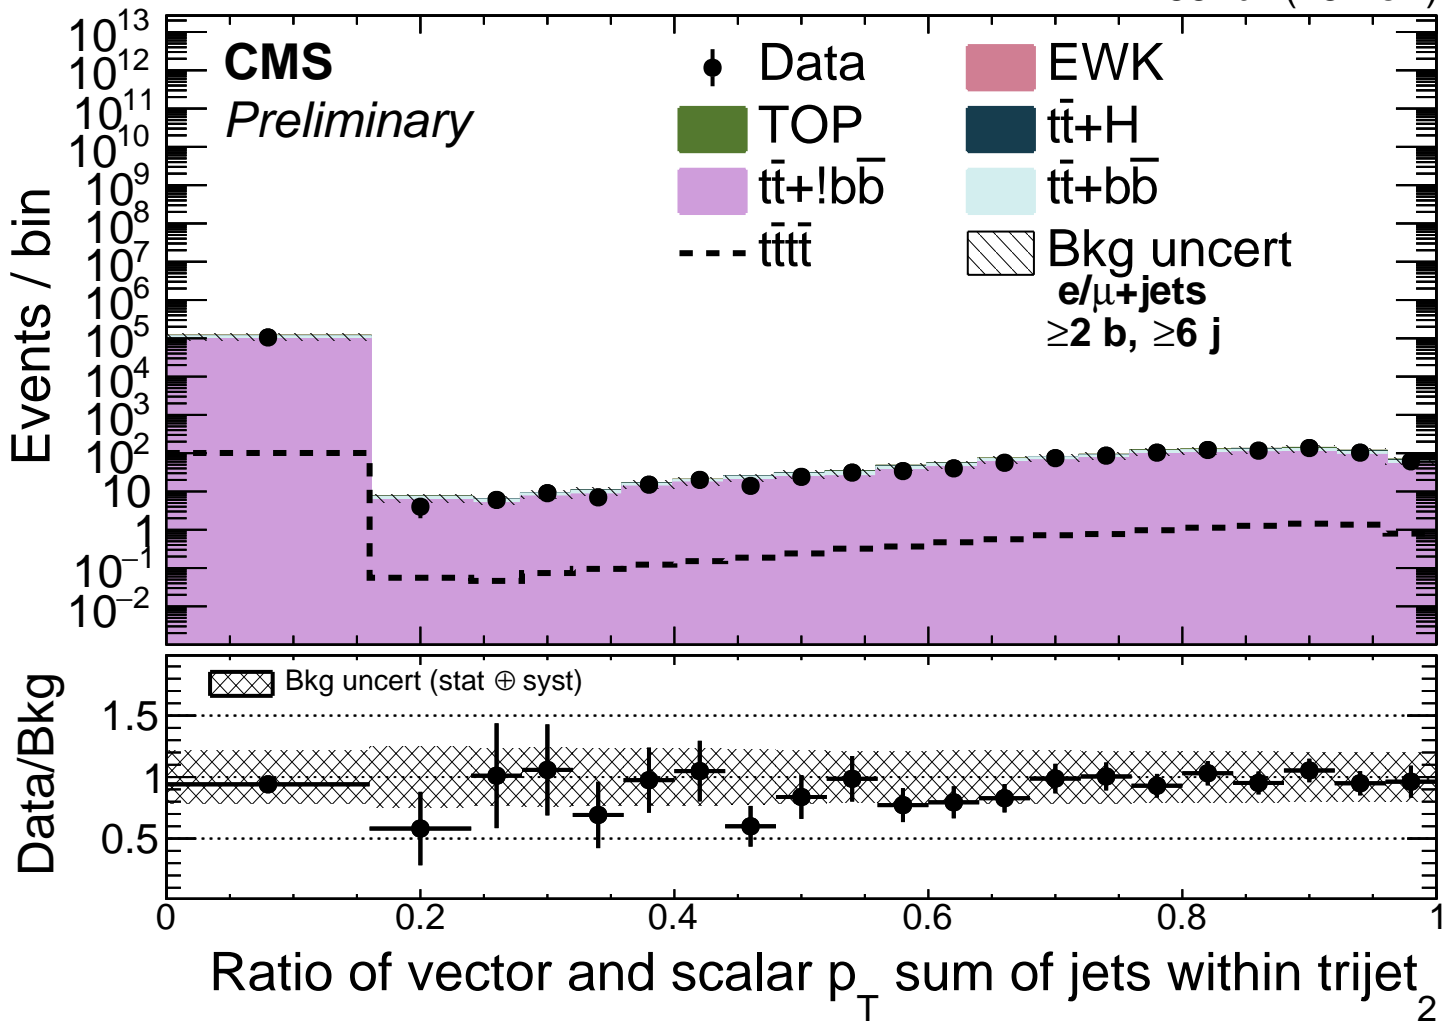 CMS
Preliminary
Data
EWK
TOP
tt̄+H
tt̄+!bb̄
tt̄+bb̄
tt̄tt̄
Bkg uncert
e/μ+jets
≥2 b, ≥6 j
Events / bin
10¹³
10¹²
10¹¹
10¹⁰
10⁹
10⁸
10⁷
10⁶
10⁵
10⁴
10³
10²
10
1
10⁻¹
10⁻²
Bkg uncert (stat ⊕ syst)
Data/Bkg
1.5
1
0.5
0 0.2 0.4 0.6 0.8 1
Ratio of vector and scalar p_T sum of jets within trijet_2